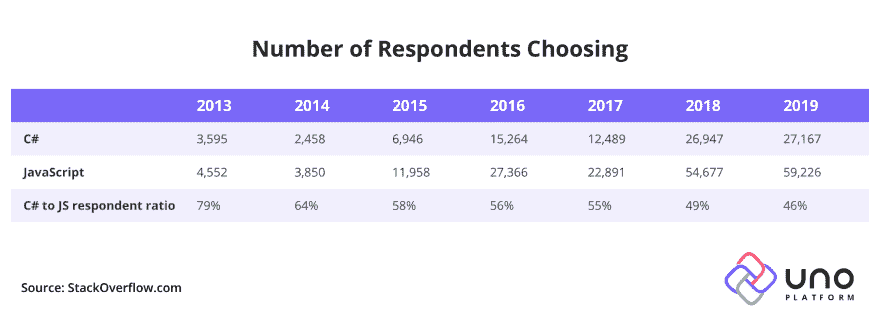 Number of Respondents Choosing
2013 2014 2015 2016 2017 2018 2019
C# 3,595 2,458 6,946 15,264 12,489 26,947 27,167
JavaScript 4,552 3,850 11,958 27,366 22,891 54,677 59,226
C# to JS respondent ratio 79% 64% 58% 56% 55% 49% 46%
Source: StackOverflow.com
uno
PLATFORM